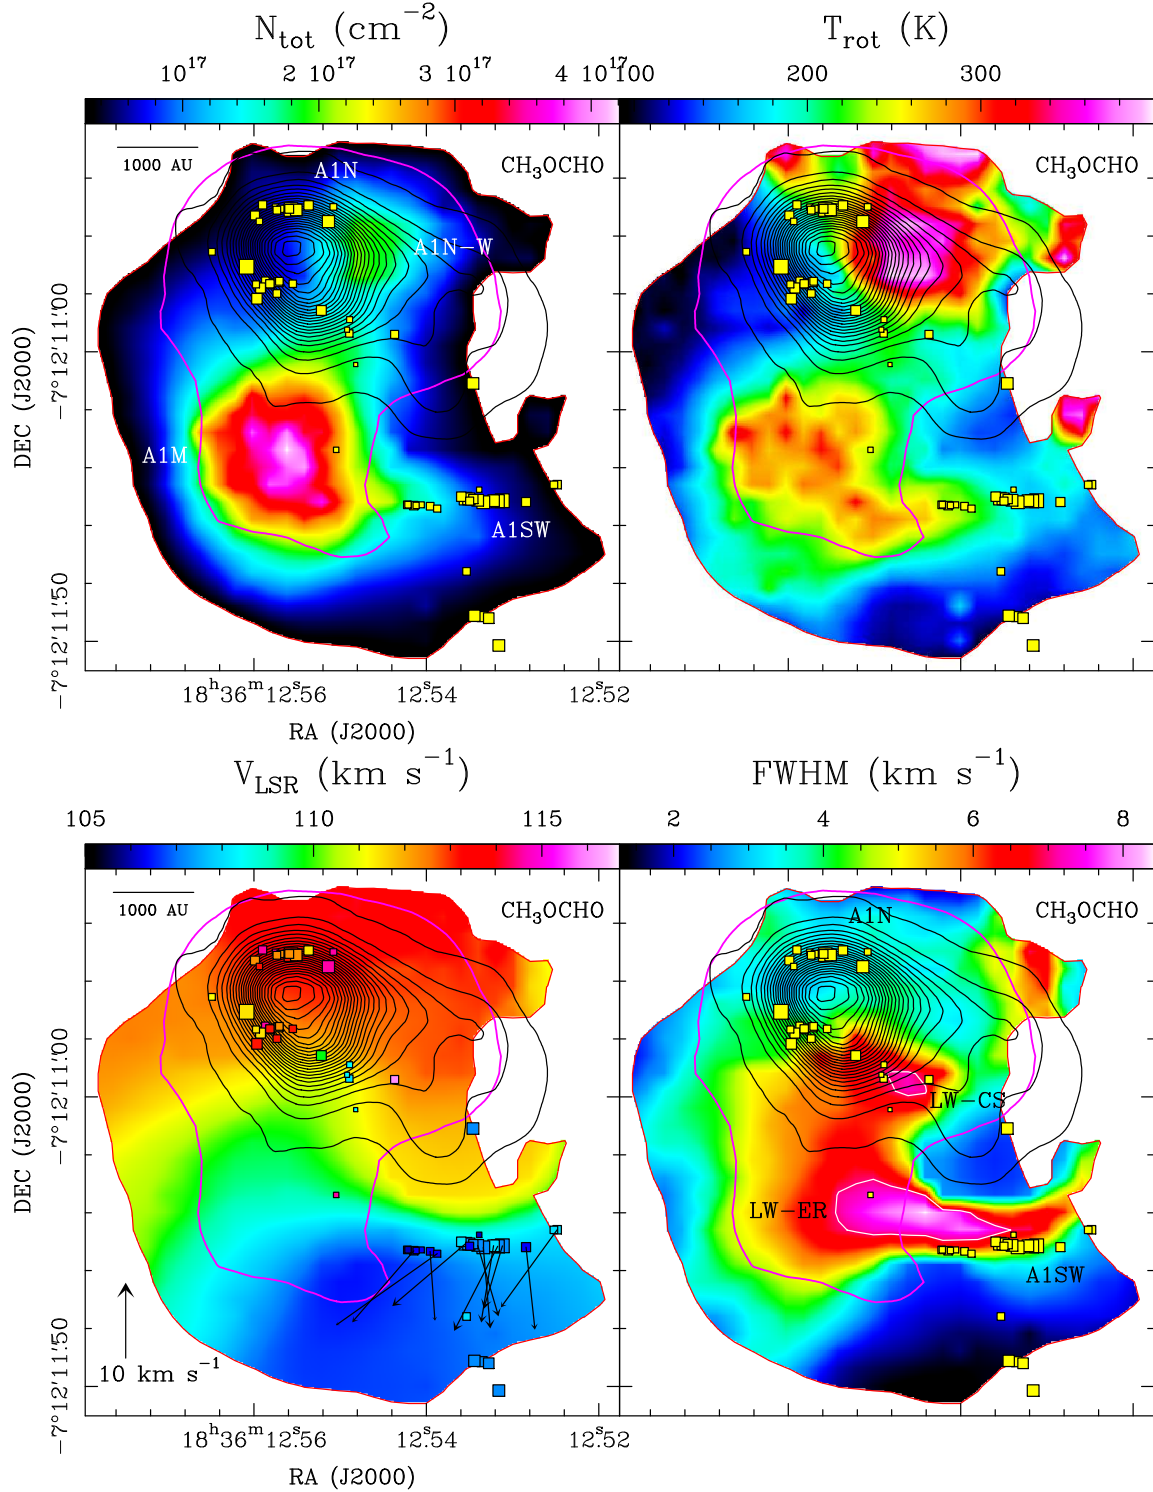 N_tot (cm^−2)
T_rot (K)
10^17 2 10^17 3 10^17 4 10^17
100 200 300
1000 AU
A1N
CH_3OCHO
CH_3OCHO
A1N−W
A1M
A1SW
DEC (J2000)
−7°12'11"00
−7°12'11"50
18^h36^m12^s.56 12^s.54 12^s.52
RA (J2000)
V_LSR (km s^−1)
FWHM (km s^−1)
105 110 115
2 4 6 8
1000 AU
CH_3OCHO
A1N
CH_3OCHO
LW−CS
LW−ER
A1SW
10 km s^−1
DEC (J2000)
−7°12'11"00
−7°12'11"50
18^h36^m12^s.56 12^s.54 12^s.52
RA (J2000)